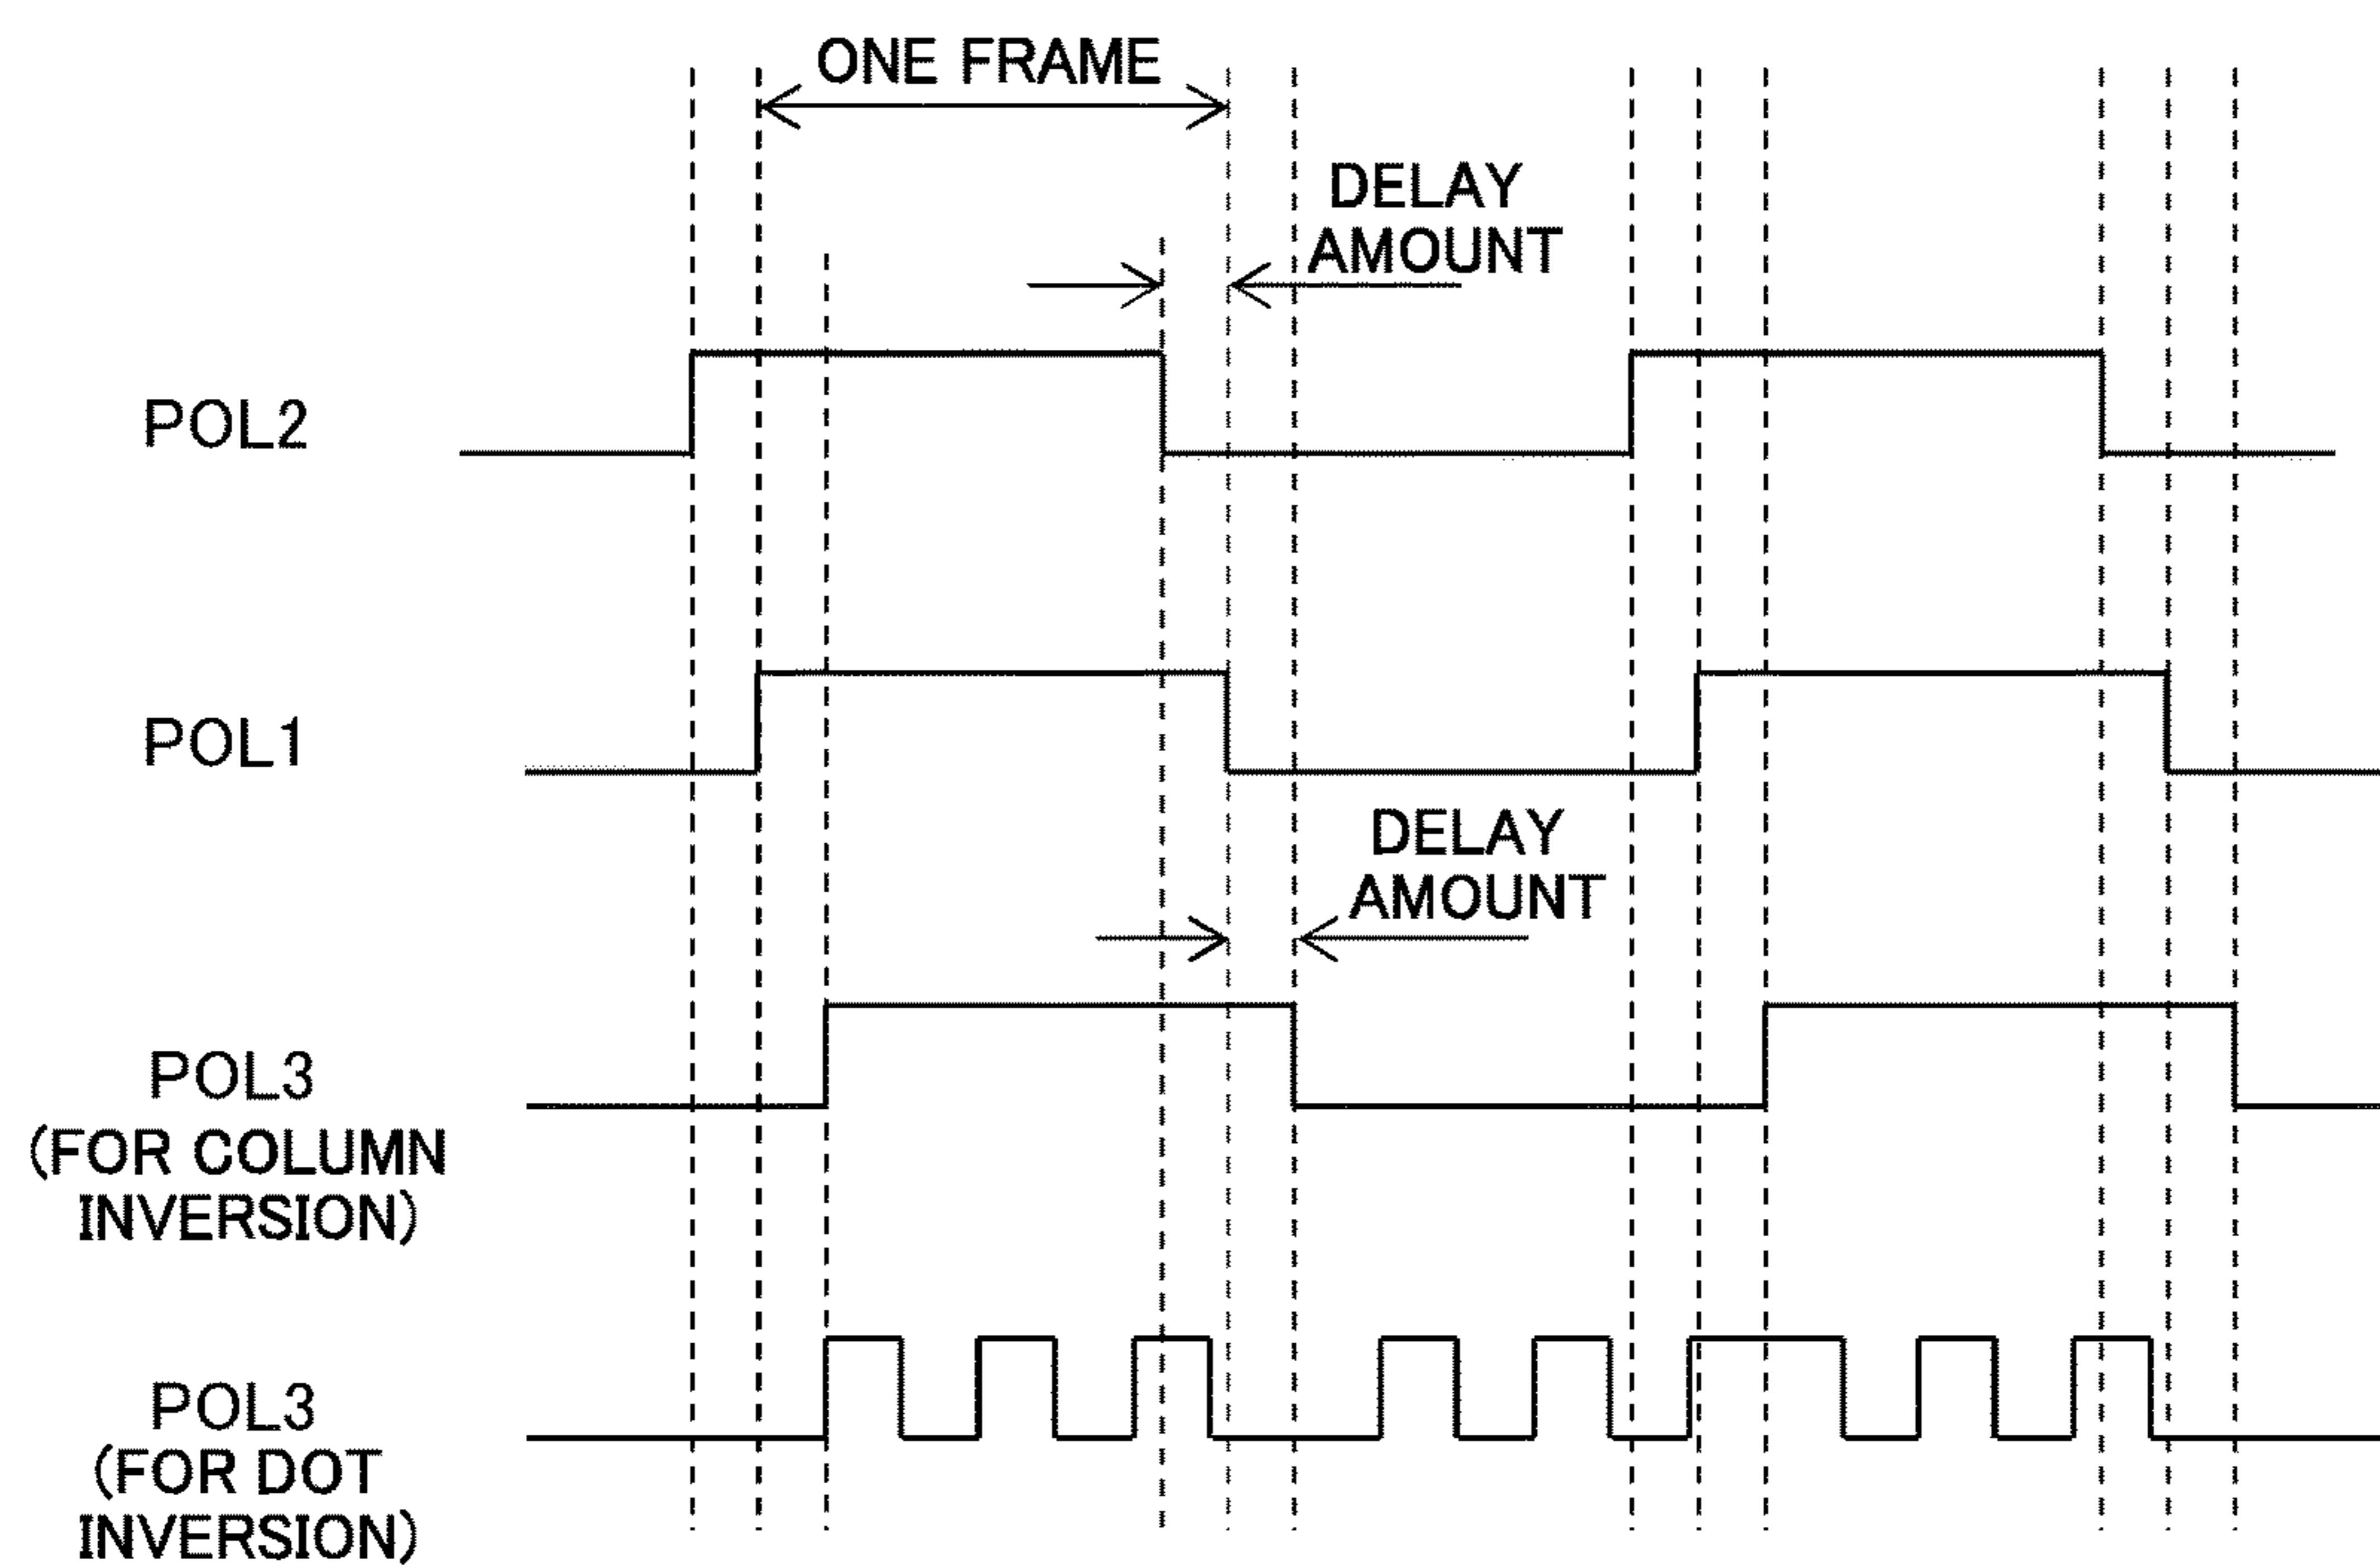 ONE FRAME
DELAY
AMOUNT
POL2
POL1
DELAY
AMOUNT
POL3
(FOR COLUMN
INVERSION)
POL3
(FOR DOT
INVERSION)